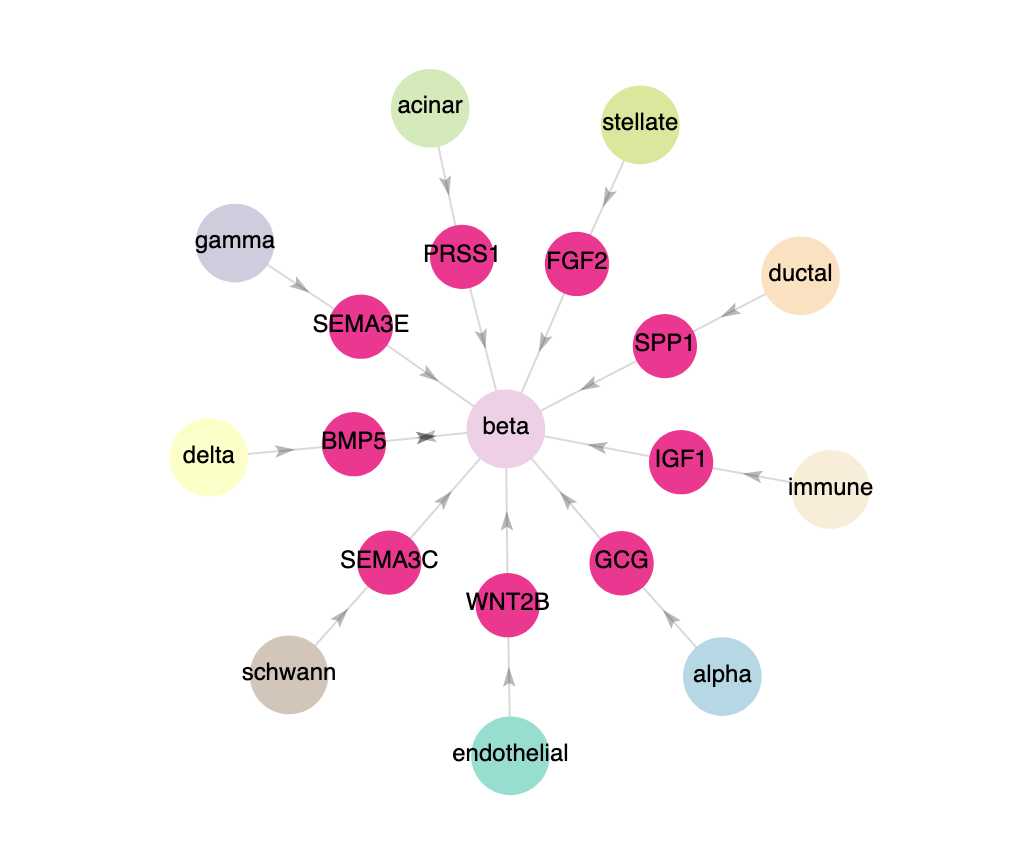 acinar
stellate
gamma
PRSS1
FGF2
ductal
SEMA3E
SPP1
beta
delta
BMP5
IGF1
immune
SEMA3C
GCG
WNT2B
schwann
alpha
endothelial